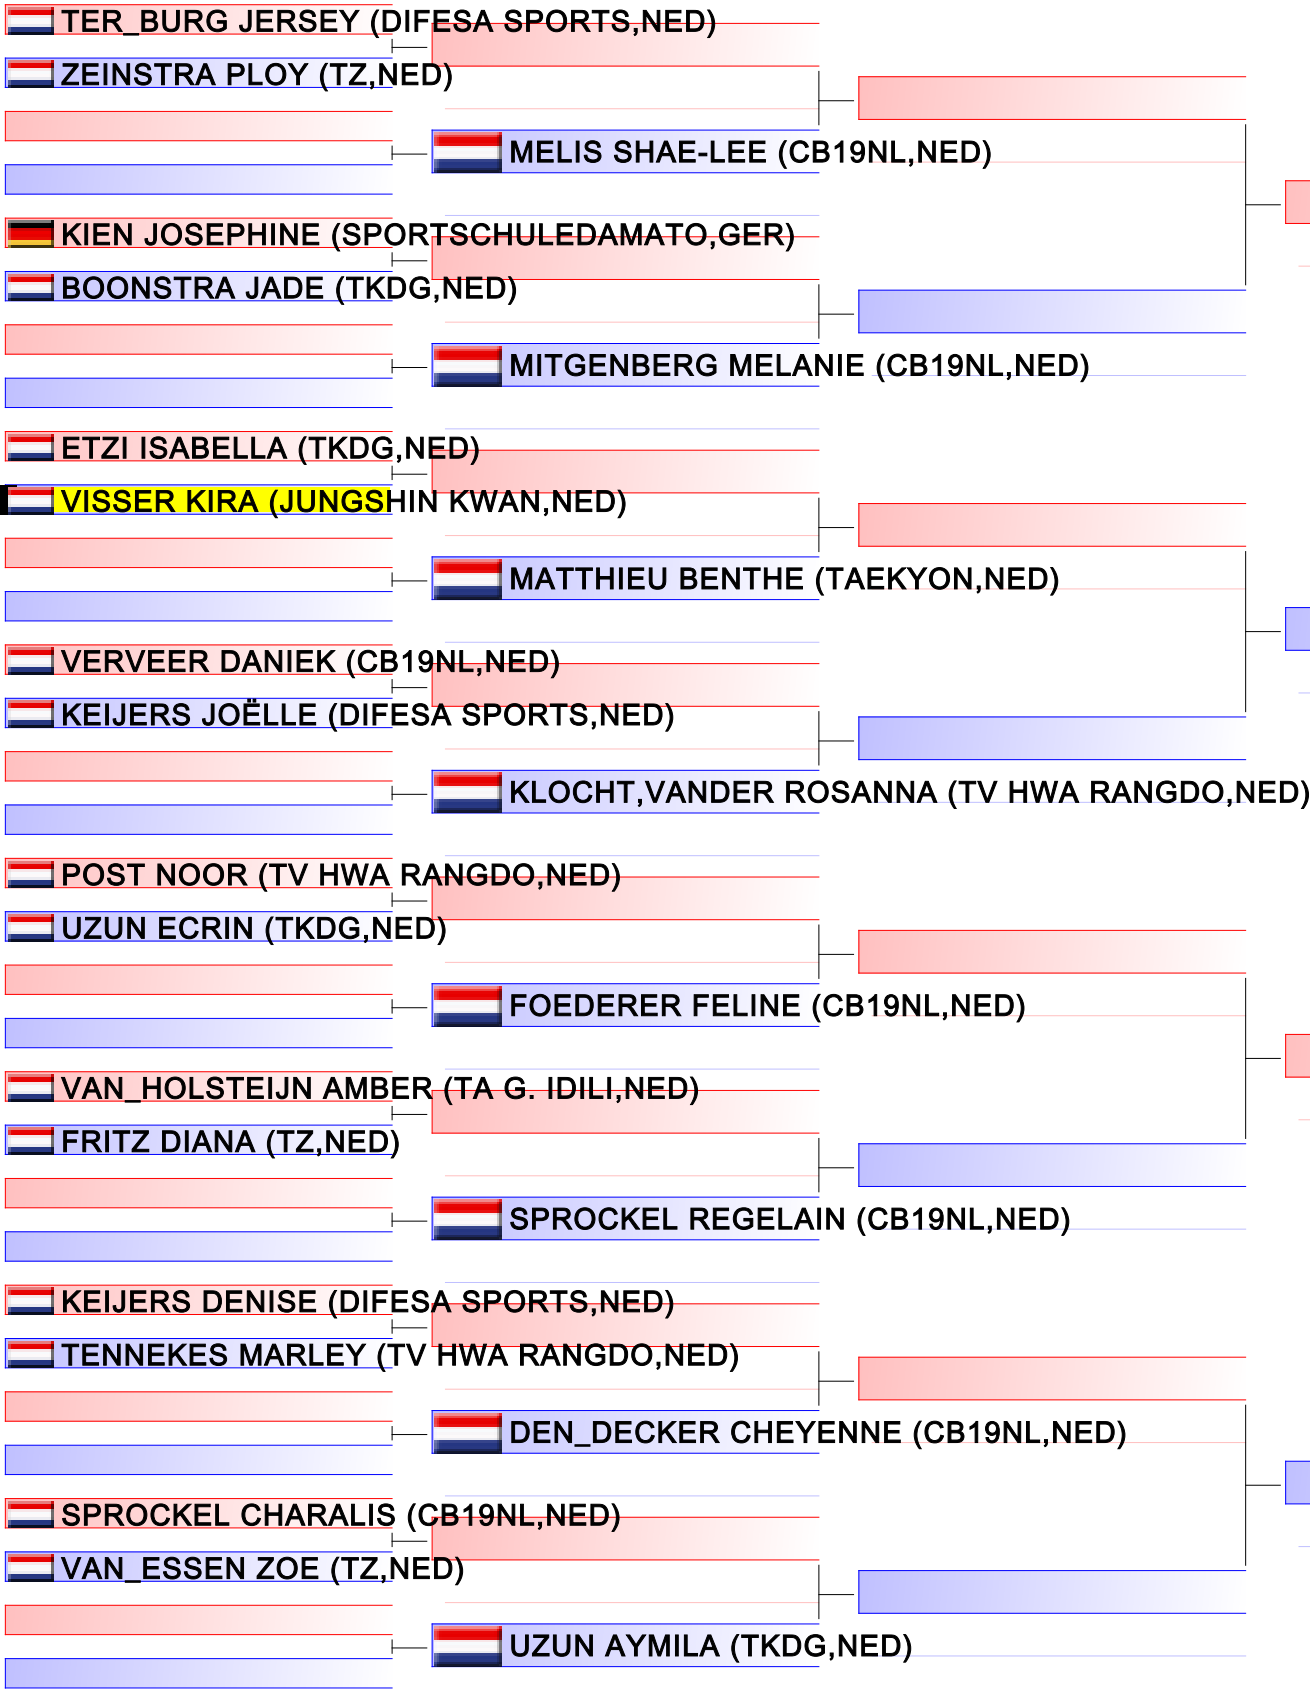 TER_BURG JERSEY (DIFESA SPORTS,NED)
ZEINSTRA PLOY (TZ,NED)
MELIS SHAE-LEE (CB19NL,NED)
KIEN JOSEPHINE (SPORTSCHULEDAMATO,GER)
BOONSTRA JADE (TKDG,NED)
MITGENBERG MELANIE (CB19NL,NED)
ETZI ISABELLA (TKDG,NED)
VISSER KIRA (JUNGSHIN KWAN,NED)
MATTHIEU BENTHE (TAEKYON,NED)
VERVEER DANIEK (CB19NL,NED)
KEIJERS JOËLLE (DIFESA SPORTS,NED)
KLOCHT,VANDER ROSANNA (TV HWA RANGDO,NED)
POST NOOR (TV HWA RANGDO,NED)
UZUN ECRIN (TKDG,NED)
FOEDERER FELINE (CB19NL,NED)
VAN_HOLSTEIJN AMBER (TA G. IDILI,NED)
FRITZ DIANA (TZ,NED)
SPROCKEL REGELAIN (CB19NL,NED)
KEIJERS DENISE (DIFESA SPORTS,NED)
TENNEKES MARLEY (TV HWA RANGDO,NED)
DEN_DECKER CHEYENNE (CB19NL,NED)
SPROCKEL CHARALIS (CB19NL,NED)
VAN_ESSEN ZOE (TZ,NED)
UZUN AYMILA (TKDG,NED)